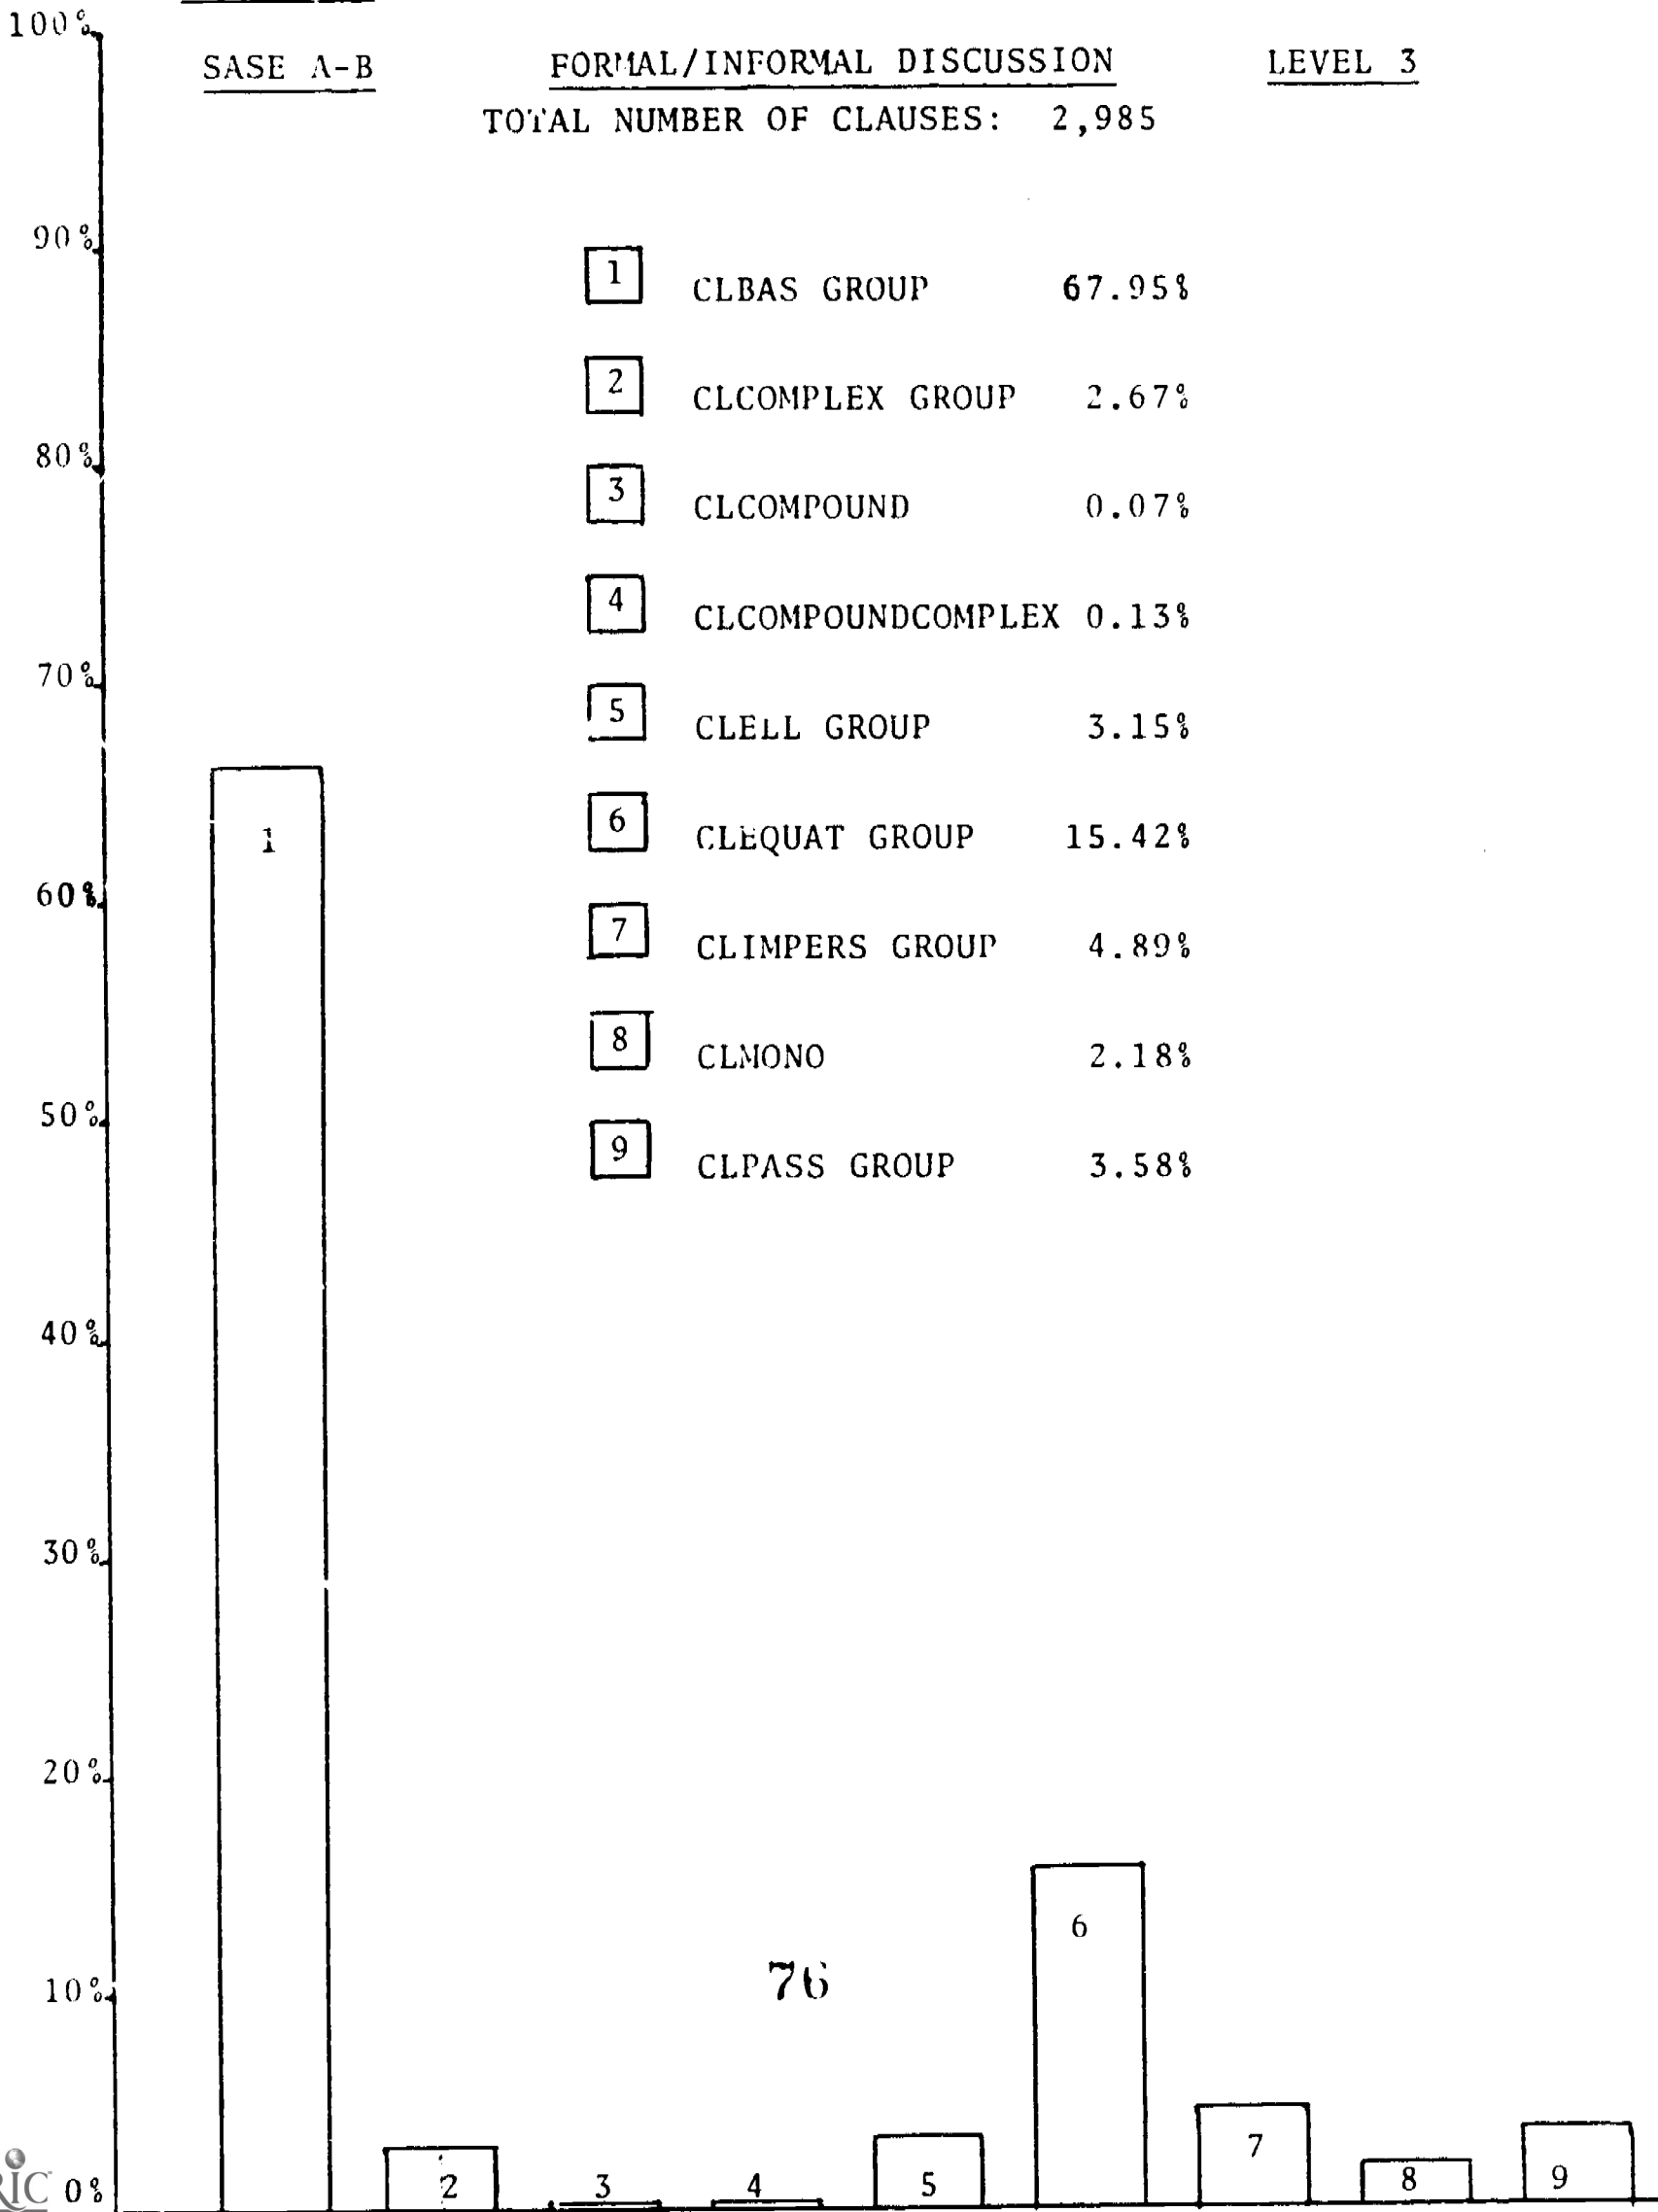 100%
SASE A-B FORMAL/INFORMAL DISCUSSION LEVEL 3
TOTAL NUMBER OF CLAUSES: 2,985
90%
1 CLBAS GROUP 67.95%
2 CLCOMPLEX GROUP 2.67%
80%
3 CLCOMPOUND 0.07%
4 CLCOMPOUNDCOMPLEX 0.13%
70%
5 CLELL GROUP 3.15%
6 CLEQUAT GROUP 15.42%
1
60%
7 CLIMPERS GROUP 4.89%
8 CLMONO 2.18%
50%
9 CLPASS GROUP 3.58%
40%
30%
20%
6
10%
76
0%
2 3 4 5 7 8 9